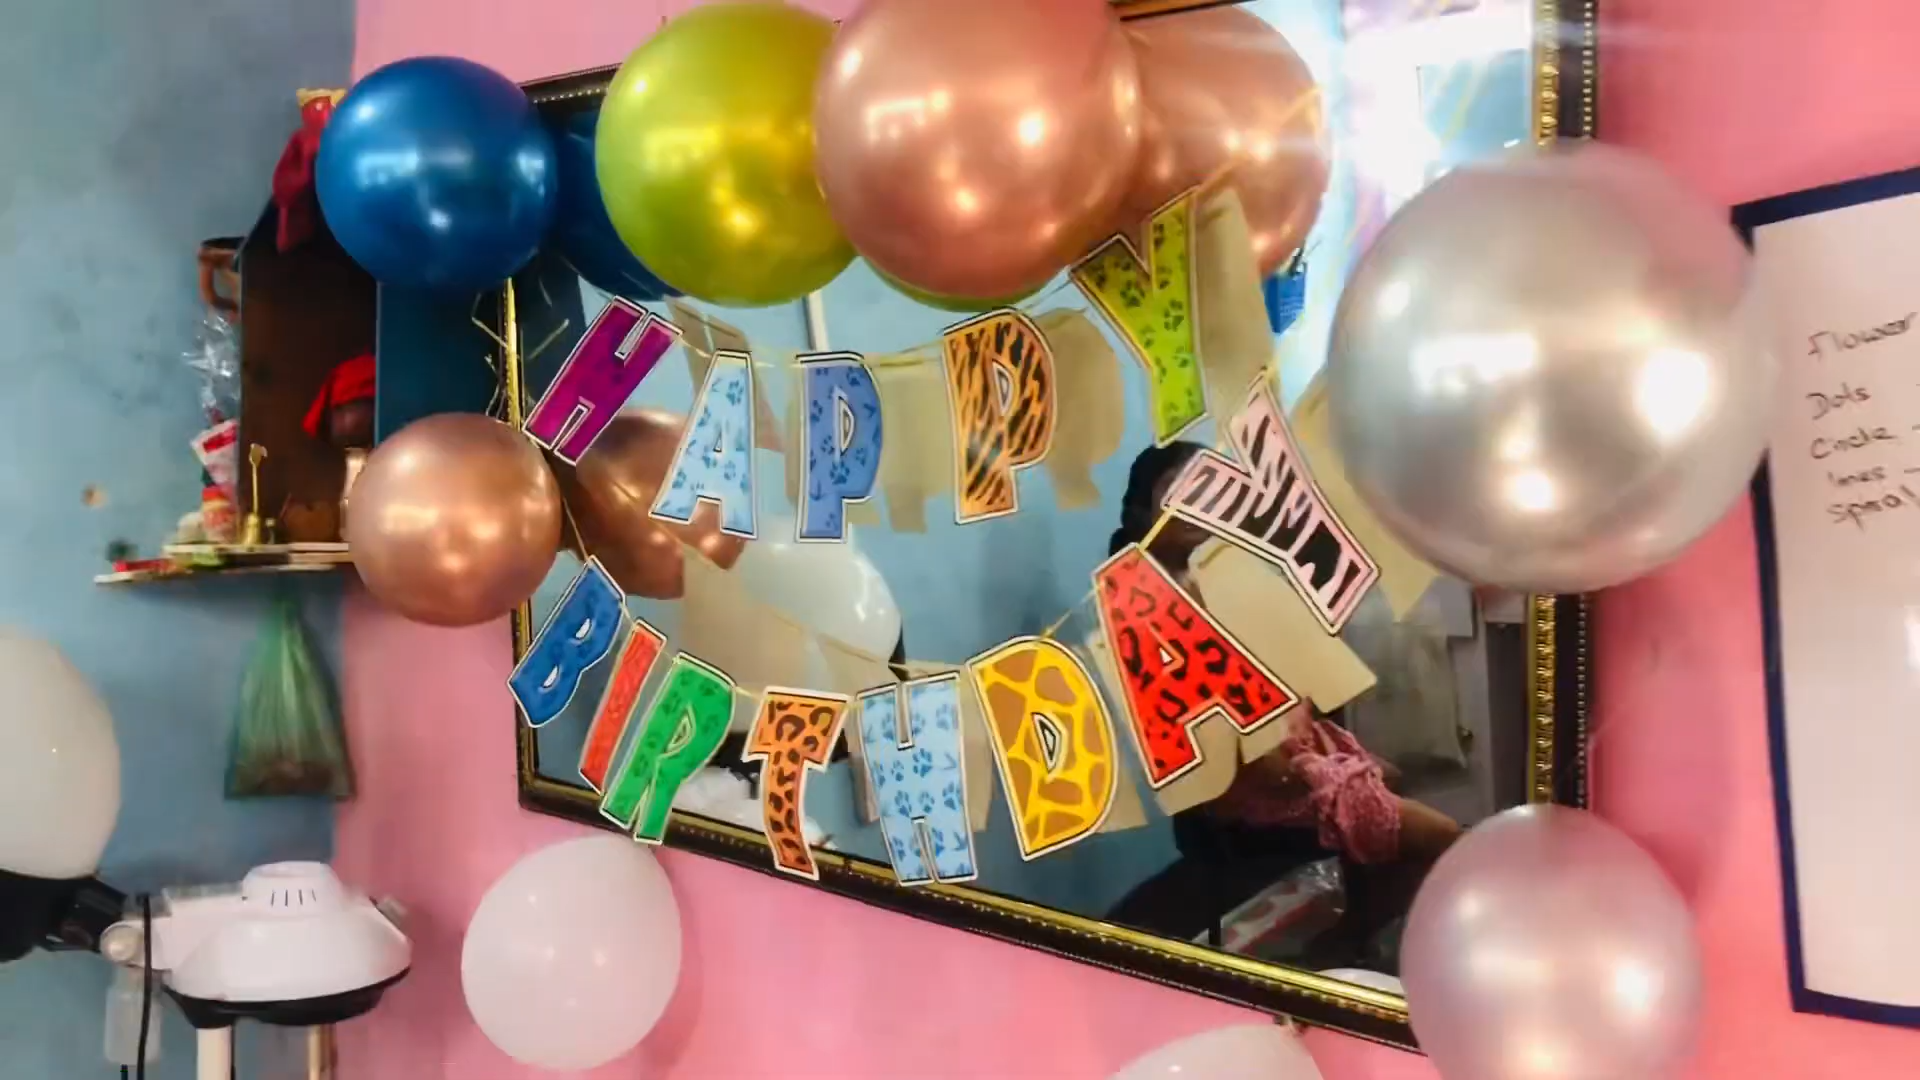 HAPPY
BIRTHDAY
flower
Dots
Circle -
lines -
spiral